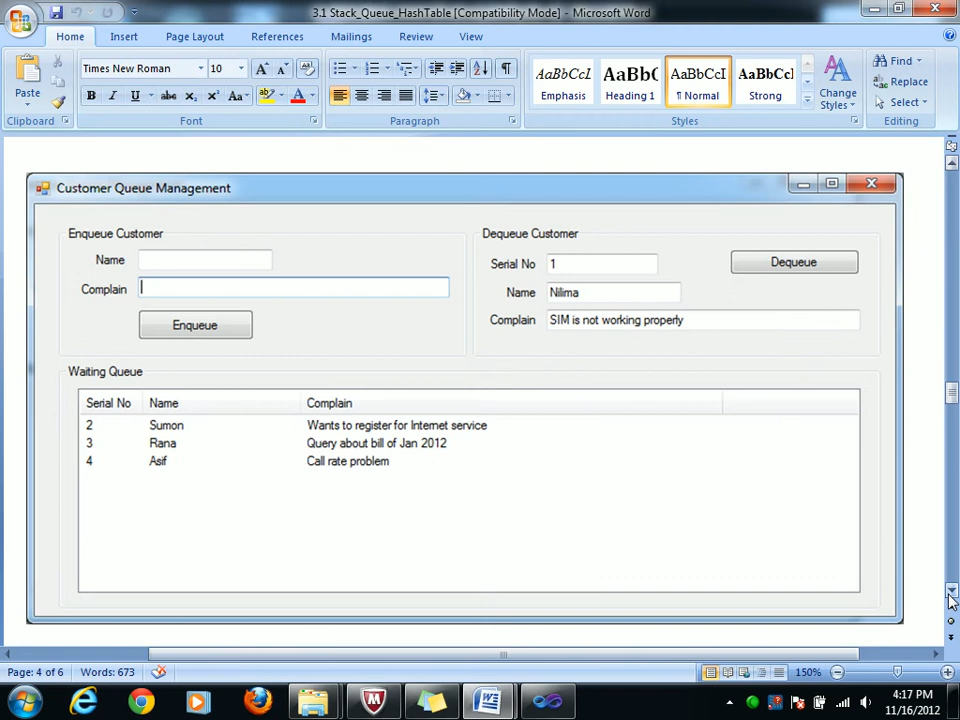 3.1 Stack_Queue_HashTable [Compatibility Mode] - Microsoft Word
Home Insert Page Layout References Mailings Review View
Paste
Times New Roman 10
B I U abc X₂ X² Aa A
AaBbCcI AaBbC AaBbCcI AaBbCcI
Emphasis Heading 1 ¶ Normal Strong
Change Styles
Find
Replace
Select
Clipboard Font Paragraph Styles Editing
Customer Queue Management
Enqueue Customer
Name
Complain
Enqueue
Dequeue Customer
Serial No 1 Dequeue
Name Nilima
Complain SIM is not working properly
Waiting Queue
Serial No Name Complain
2 Sumon Wants to register for Internet service
3 Rana Query about bill of Jan 2012
4 Asif Call rate problem
Page: 4 of 6 Words: 673 150%
4:17 PM
11/16/2012